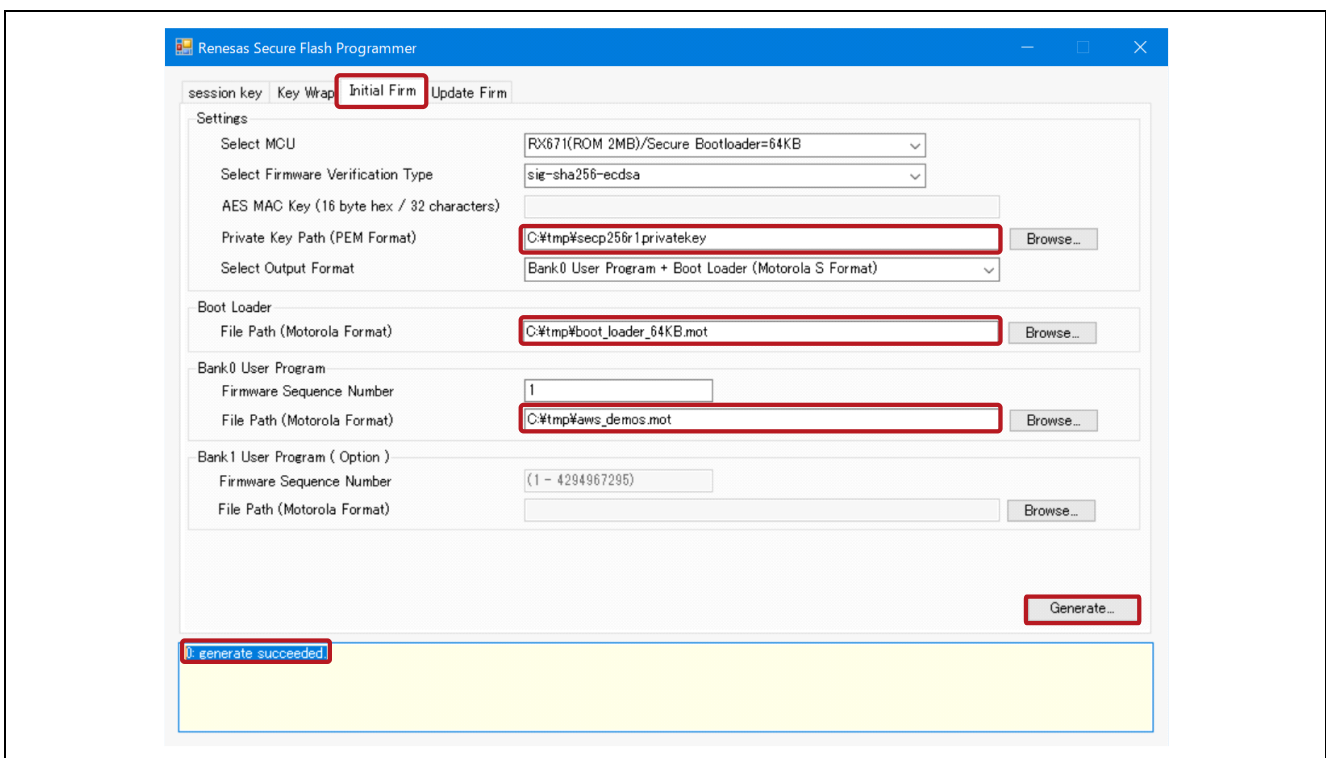 Renesas Secure Flash Programmer
session key Key Wrap Initial Firm Update Firm
Settings
Select MCU RX671(ROM 2MB)/Secure Bootloader=64KB
Select Firmware Verification Type sig-sha256-ecdsa
AES MAC Key (16 byte hex / 32 characters)
Private Key Path (PEM Format) C:¥tmp¥secp256r1.privatekey Browse...
Select Output Format Bank0 User Program + Boot Loader (Motorola S Format)
Boot Loader
File Path (Motorola Format) C:¥tmp¥boot_loader_64KB.mot Browse...
Bank0 User Program
Firmware Sequence Number 1
File Path (Motorola Format) C:¥tmp¥aws_demos.mot Browse...
Bank1 User Program ( Option )
Firmware Sequence Number (1 - 4294967295)
File Path (Motorola Format) Browse...
Generate...
0: generate succeeded.